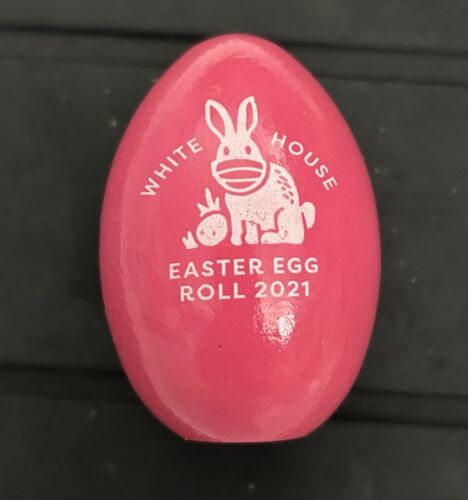 WHITE HOUSE
EASTER EGG
ROLL 2021